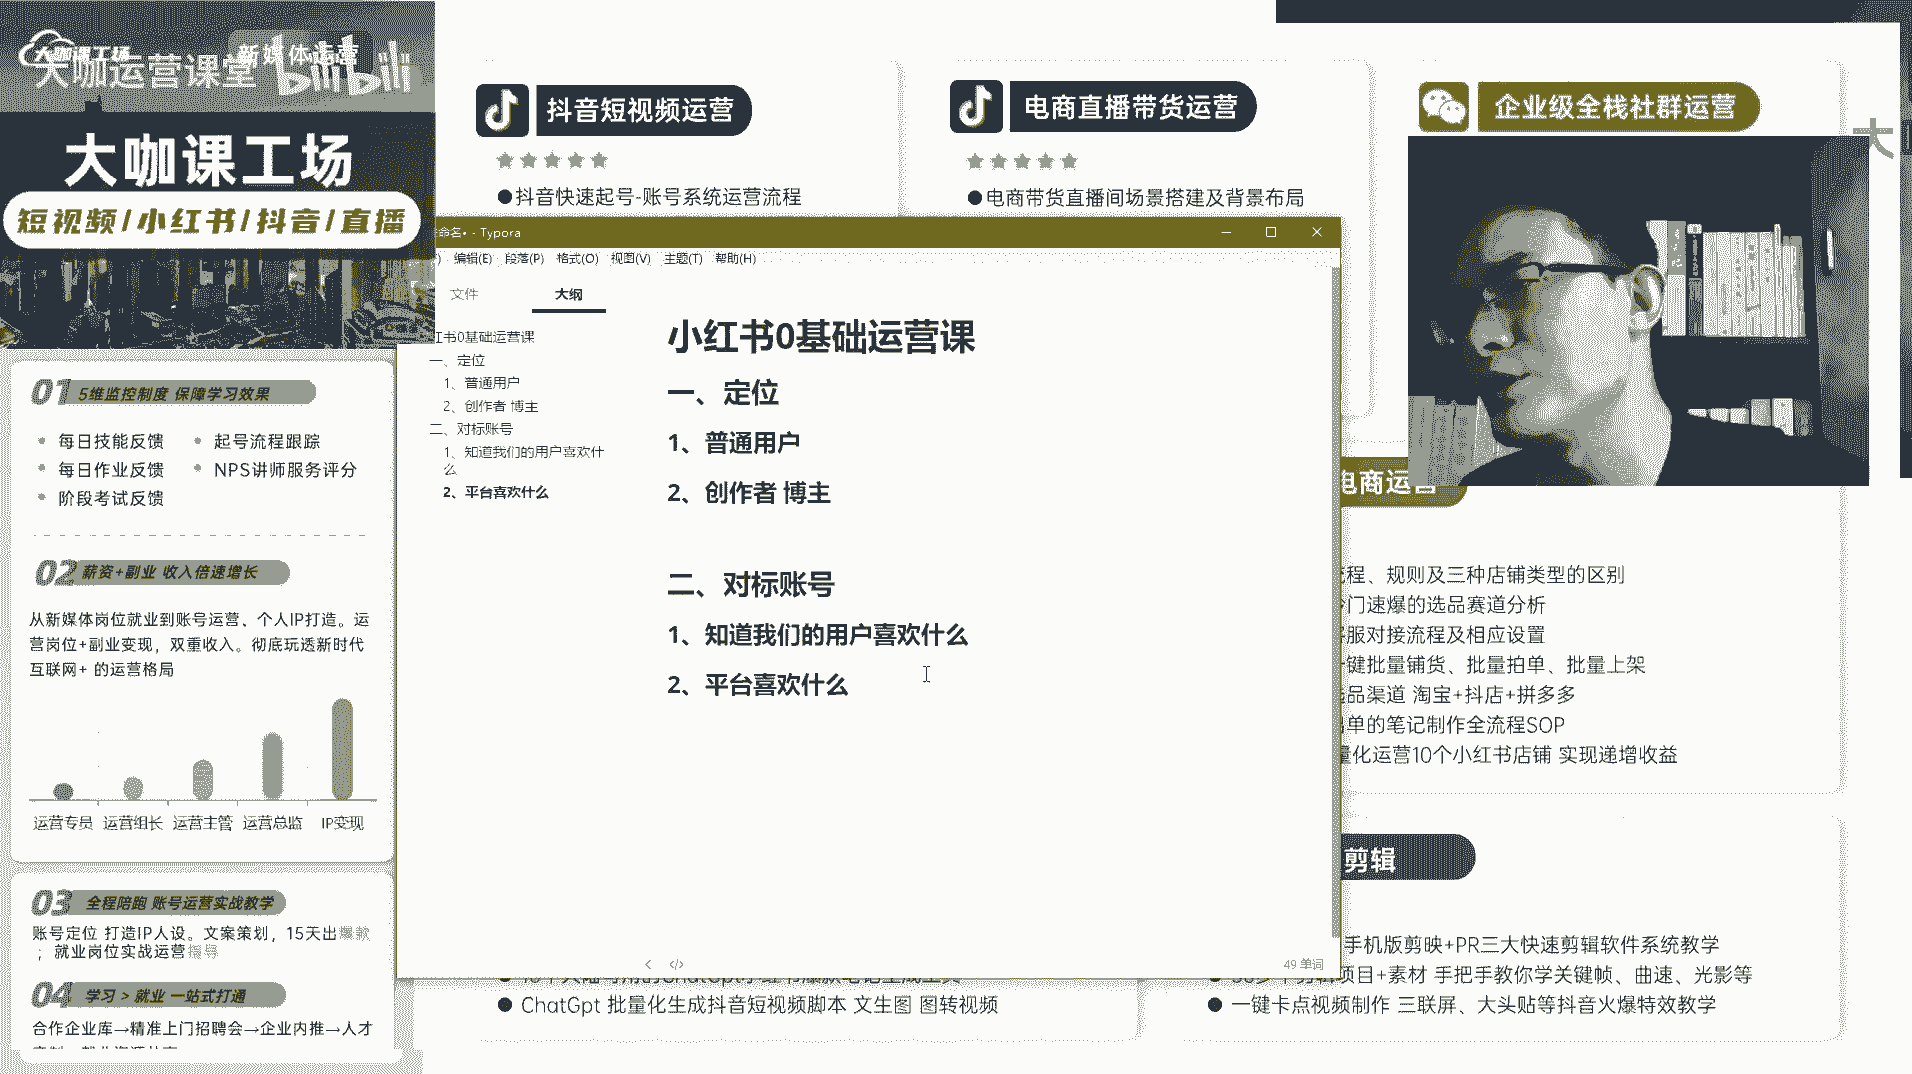 大咖课工场
新媒体运营
大咖运营课堂
bilibili
大咖课工场
短视频/小红书/抖音/直播
01 5维监控制度 保障学习效果
每日技能反馈
起号流程跟踪
每日作业反馈
NPS讲师服务评分
阶段考试反馈
02 薪资+副业 收入倍速增长
从新媒体岗位就业到账号运营、个人IP打造。运
营岗位+副业变现，双重收入。彻底玩透新时代
互联网+ 的运营格局
运营专员 运营组长 运营主管 运营总监 IP变现
03 全程陪跑 账号运营实战教学
账号定位 打造IP人设。文案策划，15天出爆款
；就业岗位实战运营指导
04 学习 > 就业 一站式打通
合作企业库→精准上门招聘会→企业内推→人才
抖音短视频运营
●抖音快速起号-账号系统运营流程
电商直播带货运营
●电商带货直播间场景搭建及背景布局
企业级全栈社群运营
大
命名• - Typora
编辑(E) 段落(P) 格式(O) 视图(V) 主题(T) 帮助(H)
文件
大纲
书0基础运营课
一、定位
1、普通用户
2、创作者 博主
二、对标账号
1、知道我们的用户喜欢什
么
2、平台喜欢什么
小红书0基础运营课
一、定位
1、普通用户
2、创作者 博主
二、对标账号
1、知道我们的用户喜欢什么
2、平台喜欢什么
49 单词
电商运营
程、规则及三种店铺类型的区别
门速爆的选品赛道分析
服对接流程及相应设置
键批量铺货、批量拍单、批量上架
品渠道 淘宝+抖店+拼多多
单的笔记制作全流程SOP
量化运营10个小红书店铺 实现递增收益
剪辑
手机版剪映+PR三大快速剪辑软件系统教学
项目+素材 手把手教你学关键帧、曲速、光影等
● 一键卡点视频制作 三联屏、大头贴等抖音火爆特效教学
● ChatGpt 批量化生成抖音短视频脚本 文生图 图转视频